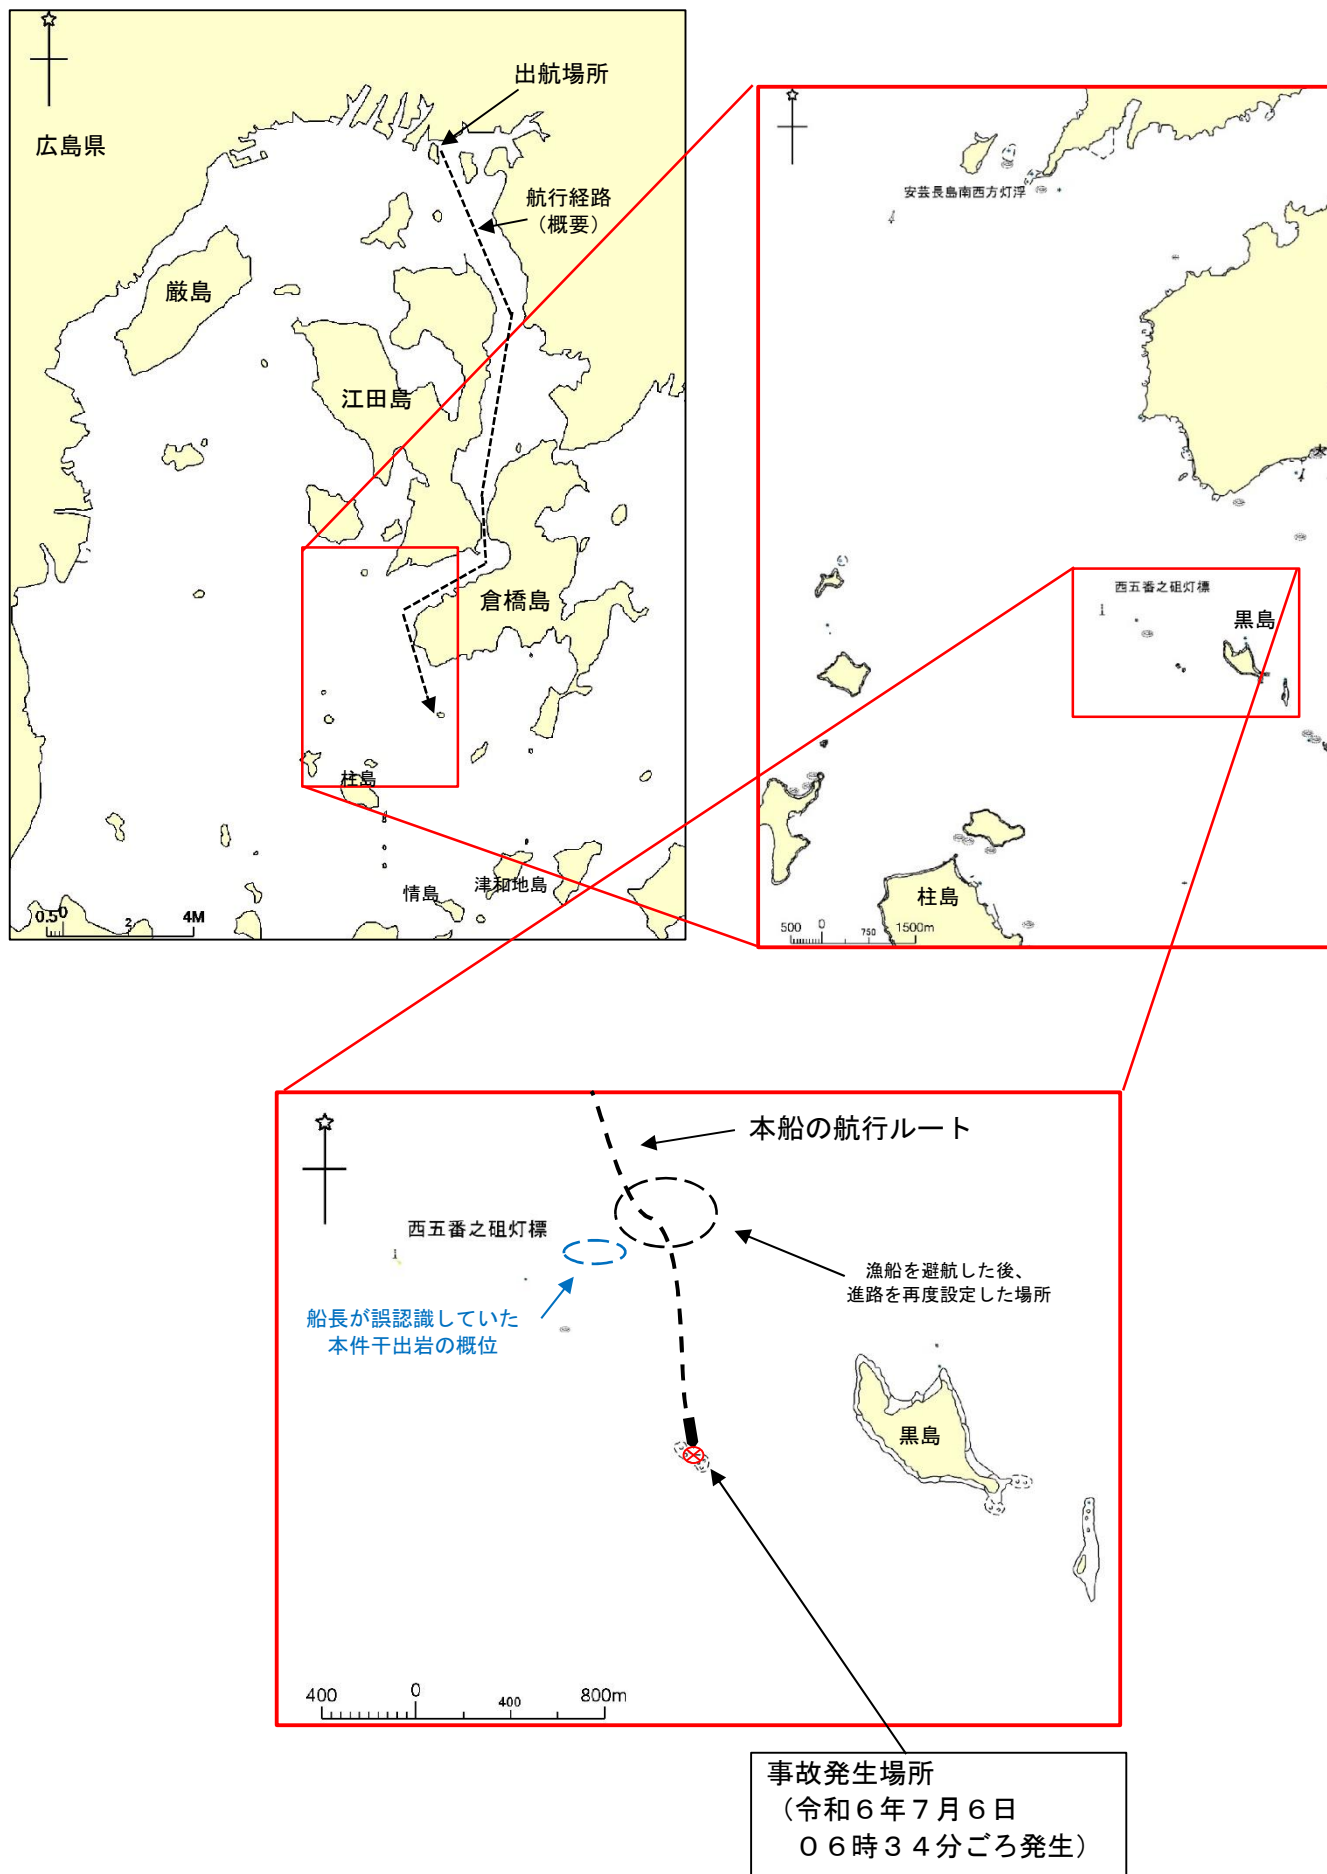 出航場所
広島県
航行経路
（概要）
厳島
江田島
倉橋島
柱島
情島
津和地島
0.5 0 2 4M
安芸長島南西方灯浮
西五番之砠灯標
黒島
柱島
500 0 750 1500m
本船の航行ルート
西五番之砠灯標
漁船を避航した後、
進路を再度設定した場所
船長が誤認識していた
本件干出岩の概位
黒島
400 0 400 800m
事故発生場所
（令和６年７月６日
０６時３４分ごろ発生）